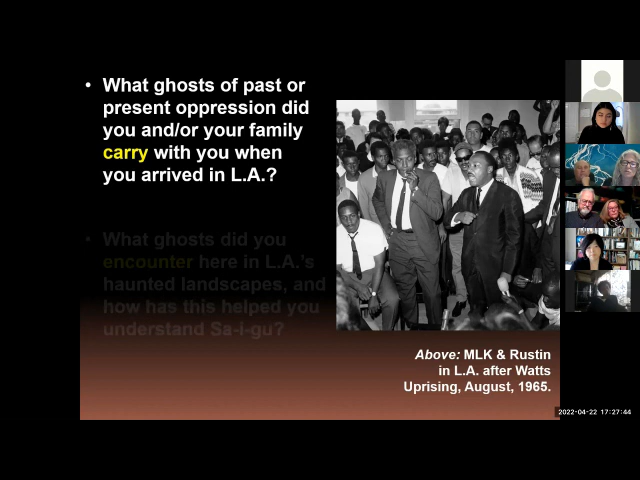 • What ghosts of past or
present oppression did
you and/or your family
carry with you when
you arrived in L.A.?
• What ghosts did you
encounter here in L.A.'s
haunted landscapes, and
how has this helped you
understand Sa-i-gu?
Above: MLK & Rustin
in L.A. after Watts
Uprising, August, 1965.
2022-04-22 17:27:44